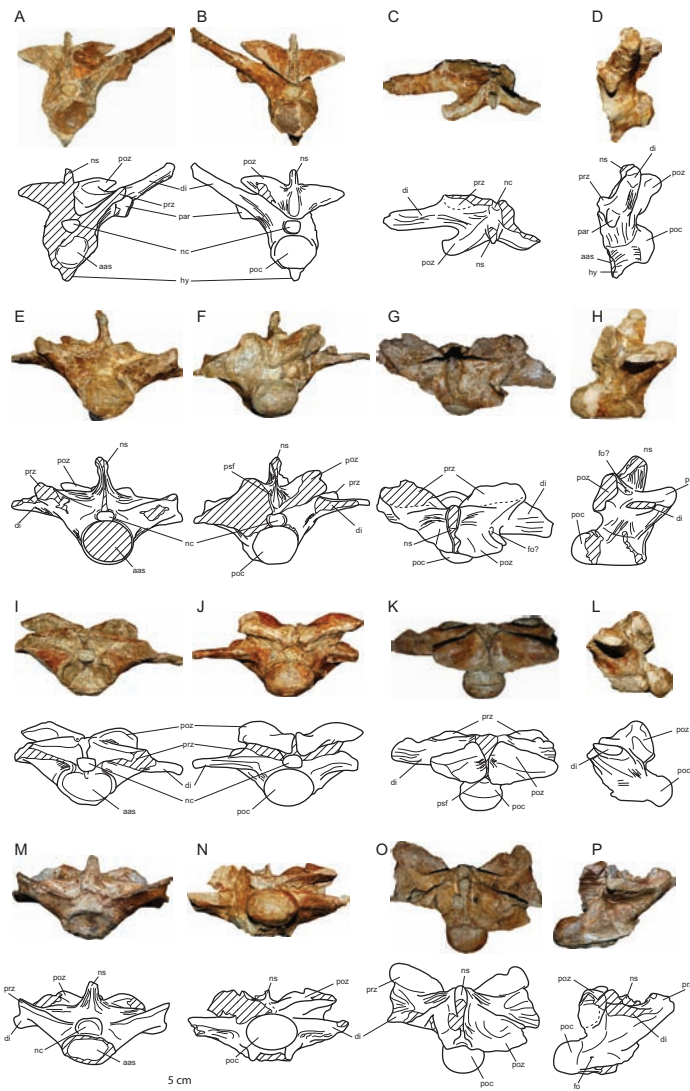 A B C D
ns poz ns di
poz
ns
poz
prz nc
di
di
prz
prz
par
par
nc
poz
ns
poc
aas
poc
aas
hy
hy
E F G H
ns
fo?
ns
prz
poz
psf
poz
prz
prz
di
poz
p
di
nc
di
di
ns
poc
aas
poc
poc
poz
fo?
I J K L
poz
prz
prz
poz
di
di
di
nc
psf
poz
poc
aas
poc
poc
M N O P
ns
ns
ns
poz
ns
poz
poz
prz
prz
prz
di
di
nc
poc
di
poc
aas
poz
poc
fo
5 cm